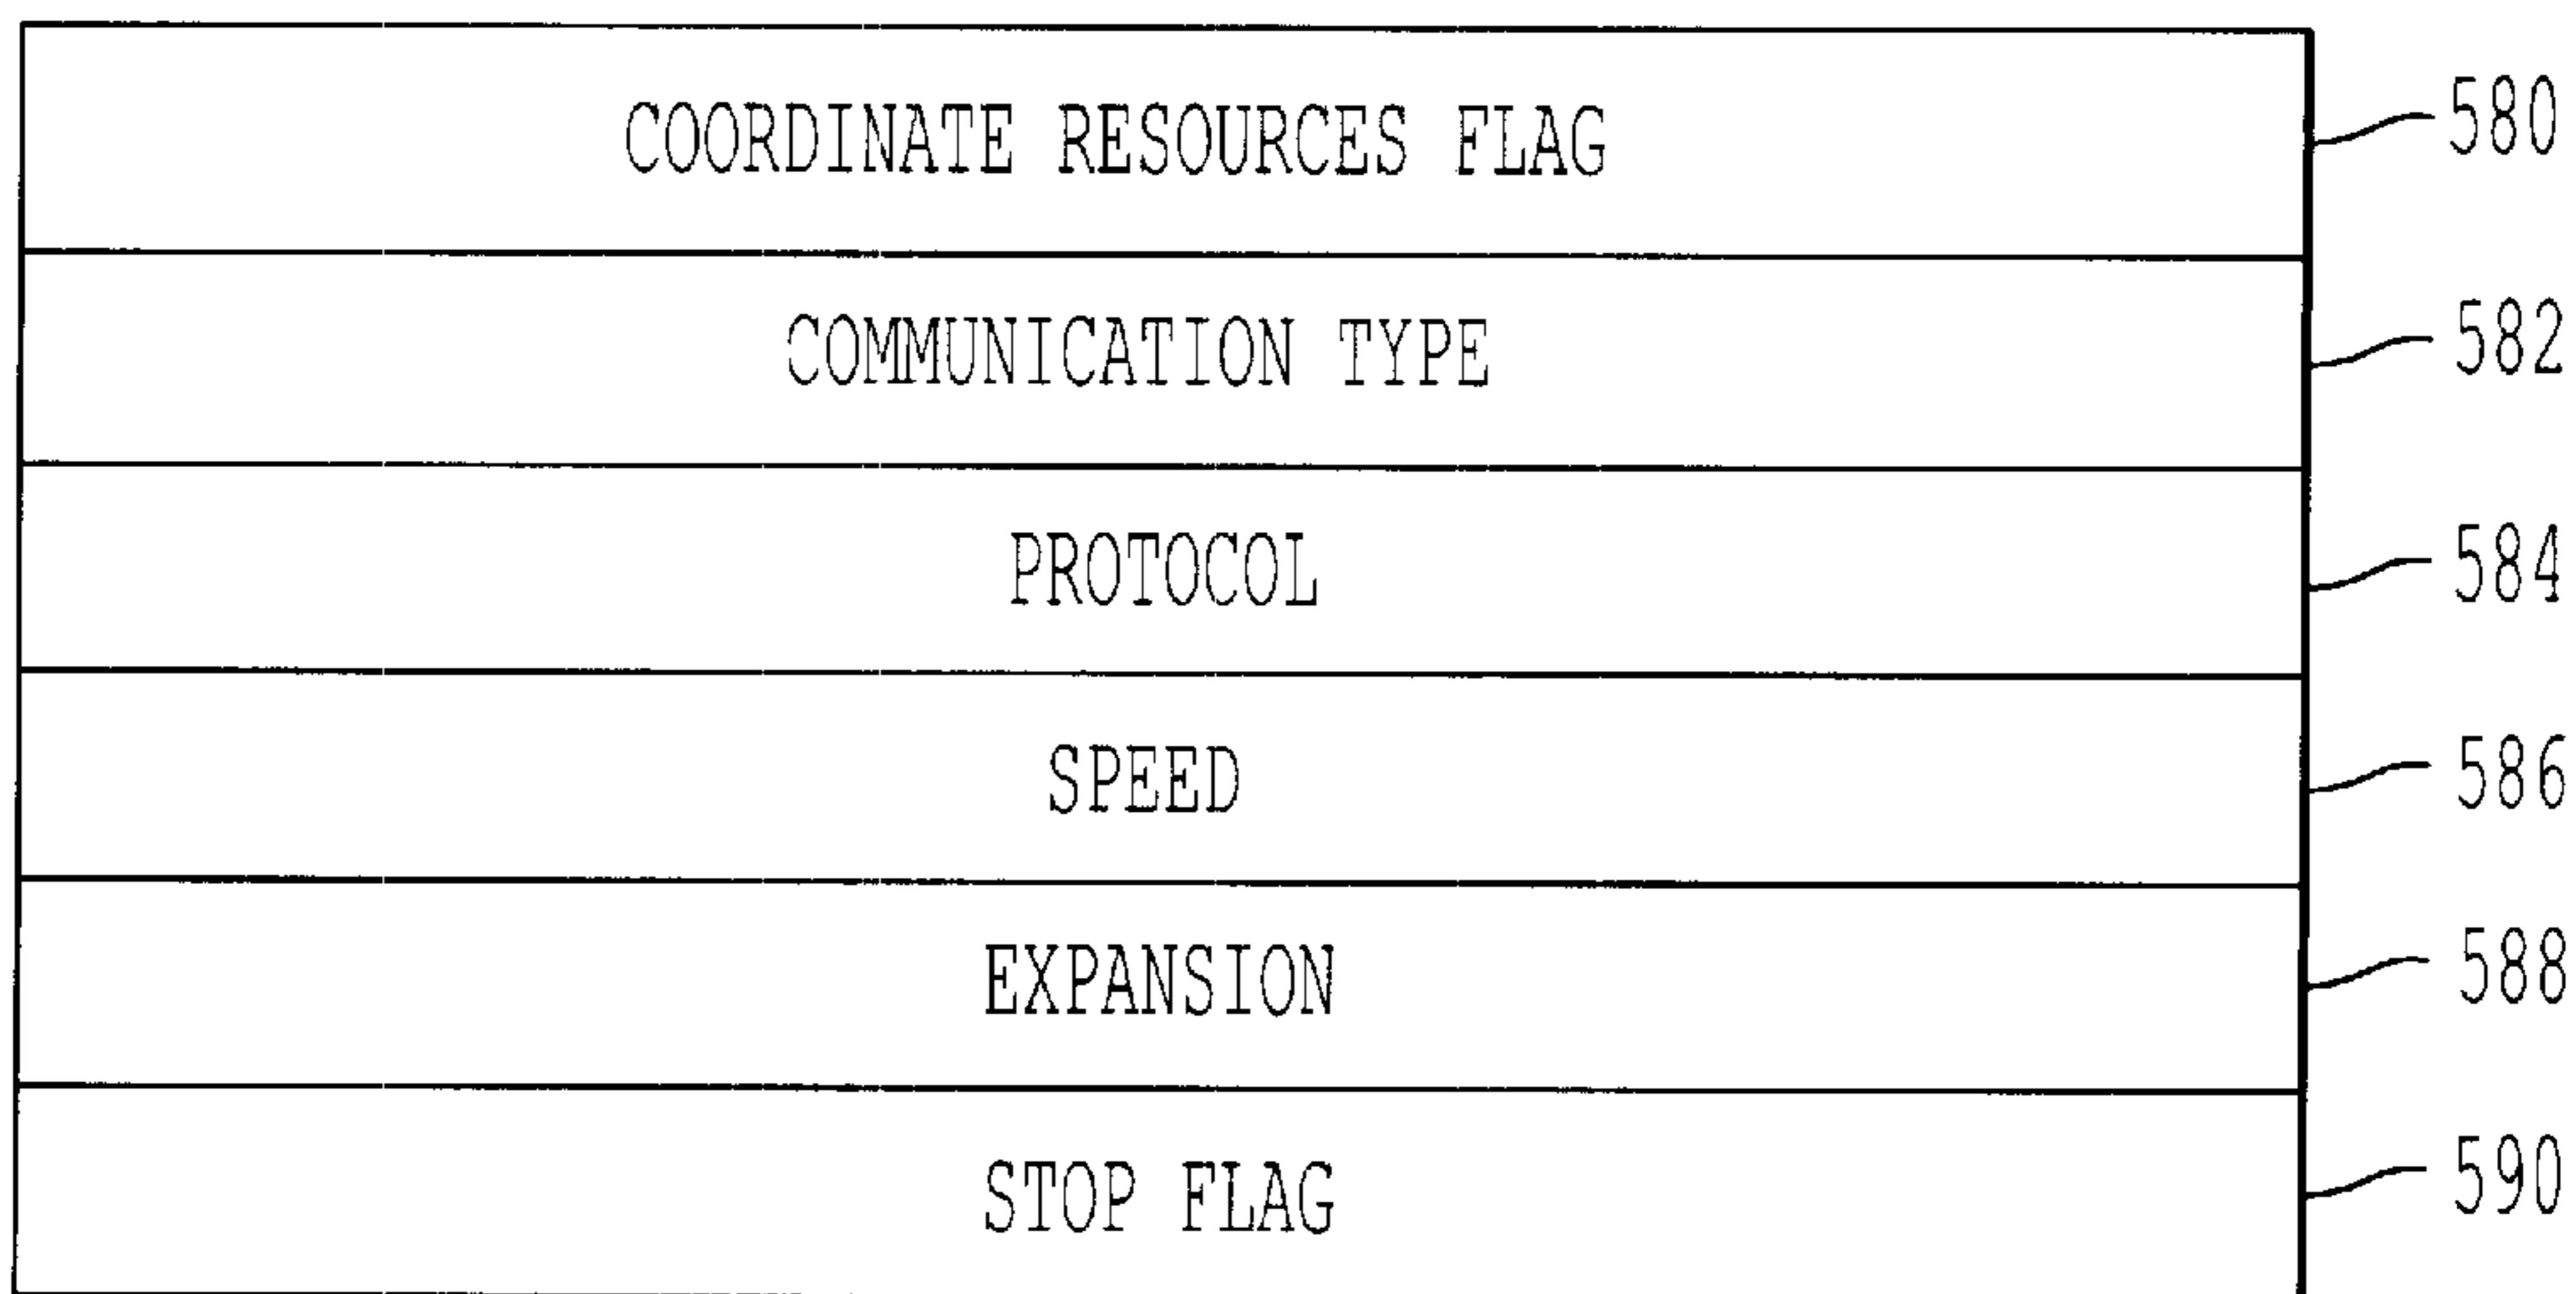 COORDINATE RESOURCES FLAG 580
COMMUNICATION TYPE 582
PROTOCOL 584
SPEED 586
EXPANSION 588
STOP FLAG 590